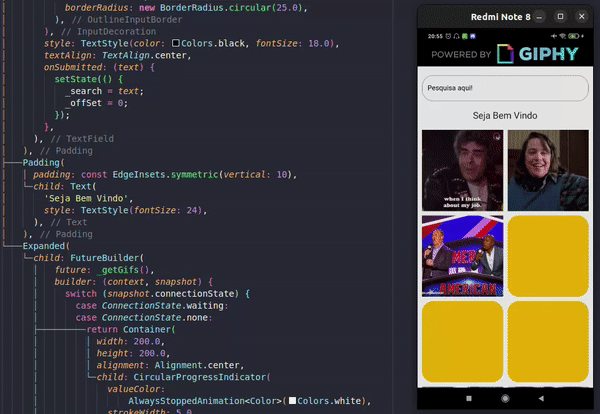 borderRadius: new BorderRadius.circular(25.0),
), // OutlineInputBorder
), // InputDecoration
style: TextStyle(color: Colors.black, fontSize: 18.0),
textAlign: TextAlign.center,
onSubmitted: (text) {
setState(() {
_search = text;
_offSet = 0;
});
},
), // TextField
), // Padding
Padding(
padding: const EdgeInsets.symmetric(vertical: 10),
child: Text(
'Seja Bem Vindo',
style: TextStyle(fontSize: 24),
), // Text
), // Padding
Expanded(
child: FutureBuilder(
future: _getGifs(),
builder: (context, snapshot) {
switch (snapshot.connectionState) {
case ConnectionState.waiting:
case ConnectionState.none:
return Container(
width: 200.0,
height: 200.0,
alignment: Alignment.center,
child: CircularProgressIndicator(
valueColor:
AlwaysStoppedAnimation<Color>(Colors.white),
strokeWidth: 5.0
Redmi Note 8
20:55
POWERED BY GIPHY
Pesquisa aqui!
Seja Bem Vindo
when I think
about my job.
AMERICAN